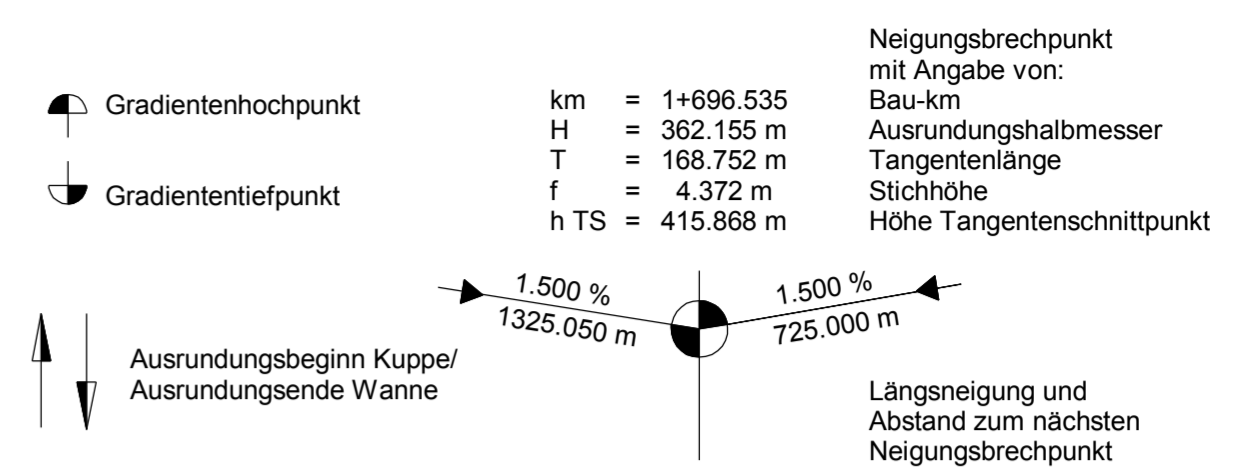 Neigungsbrechpunkt
mit Angabe von:
Gradientenhochpunkt
km = 1+696.535 Bau-km
H = 362.155 m Ausrundungshalbmesser
T = 168.752 m Tangentenlänge
Gradiententiefpunkt
f = 4.372 m Stichhöhe
h TS = 415.868 m Höhe Tangentenschnittpunkt
1.500 %
1325.050 m
1.500 %
725.000 m
Ausrundungsbeginn Kuppe/
Ausrundungsende Wanne
Längsneigung und
Abstand zum nächsten
Neigungsbrechpunkt